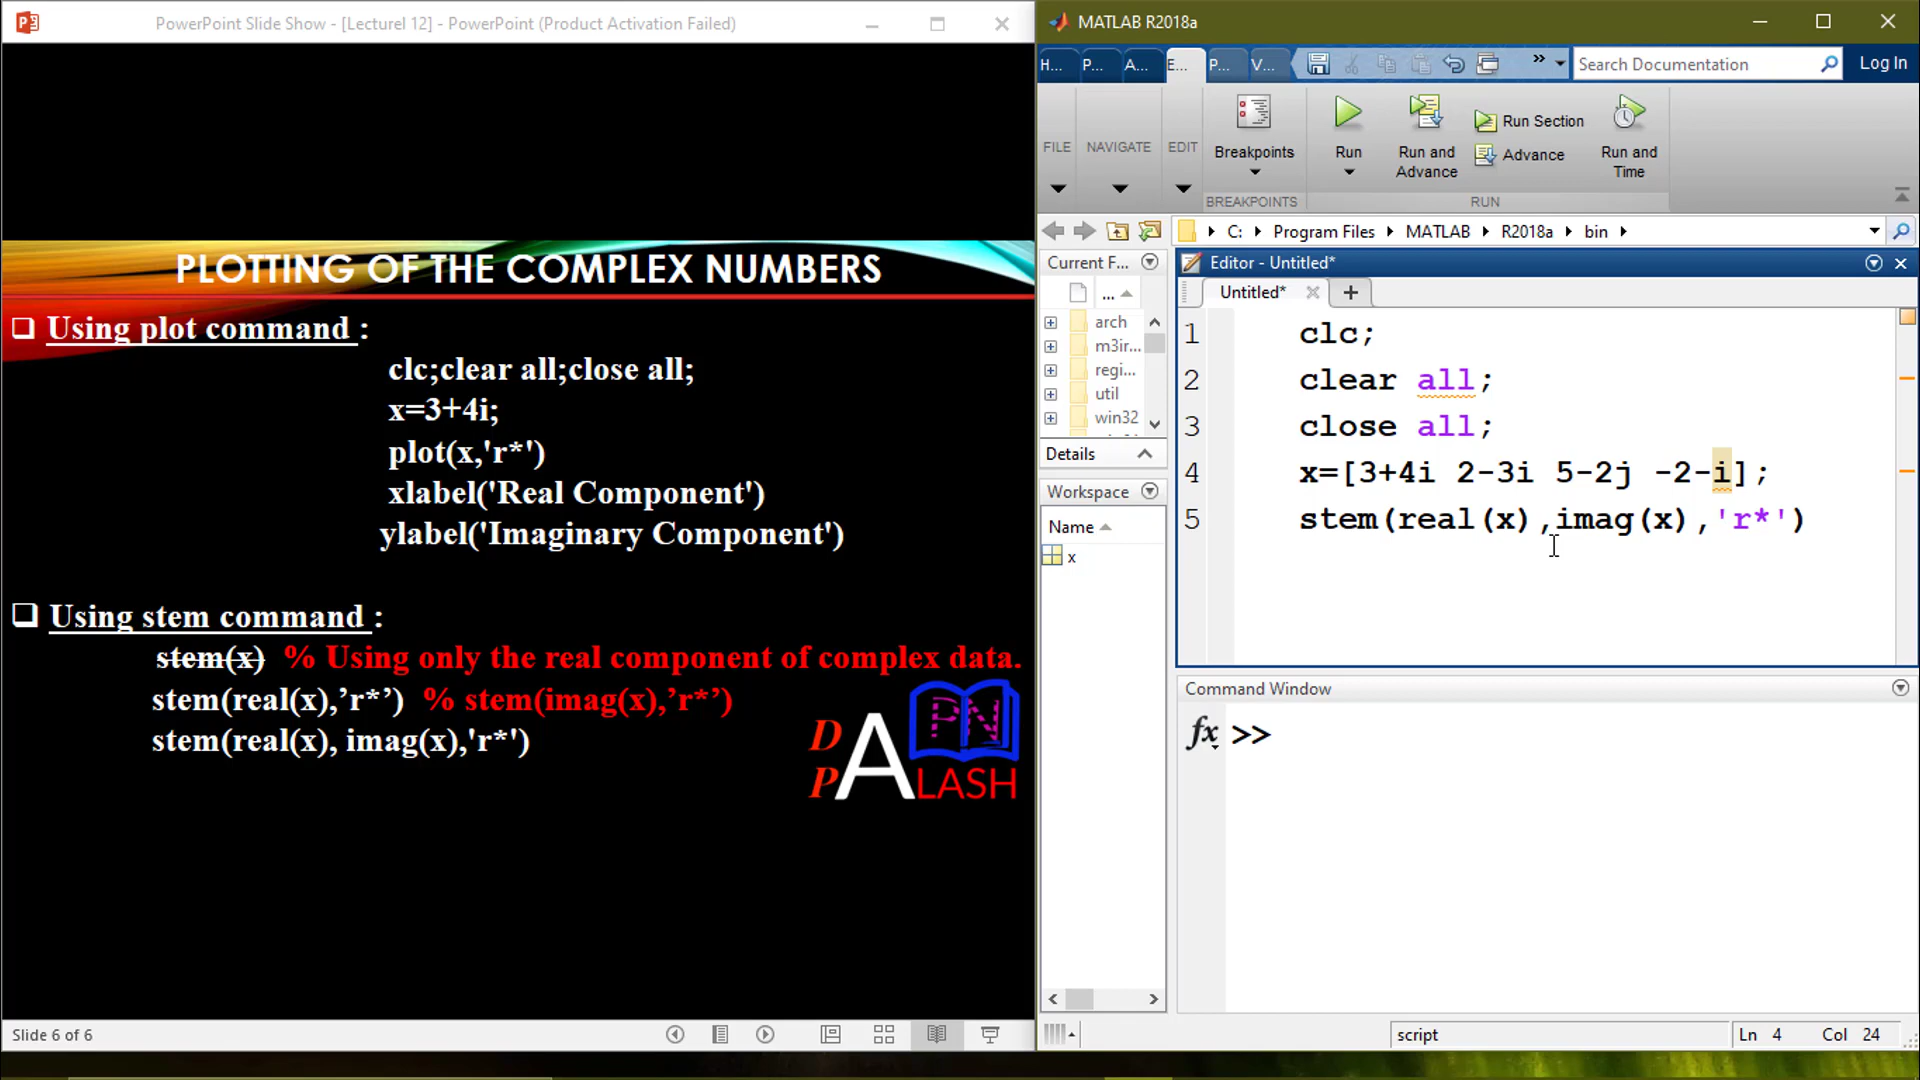 PowerPoint Slide Show - [Lecturel 12] - PowerPoint (Product Activation Failed)
PLOTTING OF THE COMPLEX NUMBERS
Using plot command :
clc;clear all;close all;
x=3+4i;
plot(x,'r*')
xlabel('Real Component')
ylabel('Imaginary Component')
Using stem command :
stem(x) % Using only the real component of complex data.
stem(real(x),’r*’) % stem(imag(x),’r*’)
stem(real(x), imag(x),'r*')
D
P
A
PN
LASH
Slide 6 of 6
MATLAB R2018a
H... P... A... E... P... V... Search Documentation Log In
FILE NAVIGATE EDIT Breakpoints Run Run and Advance Run Section Advance Run and Time
BREAKPOINTS RUN
C: Program Files MATLAB R2018a bin
Current F...
...
arch
m3ir...
regi...
util
win32
Details
Workspace
Name
x
Editor - Untitled*
Untitled*
1 clc;
2 clear all;
3 close all;
4 x=[3+4i 2-3i 5-2j -2-i];
5 stem(real(x),imag(x),'r*')
Command Window
fx >>
script Ln 4 Col 24